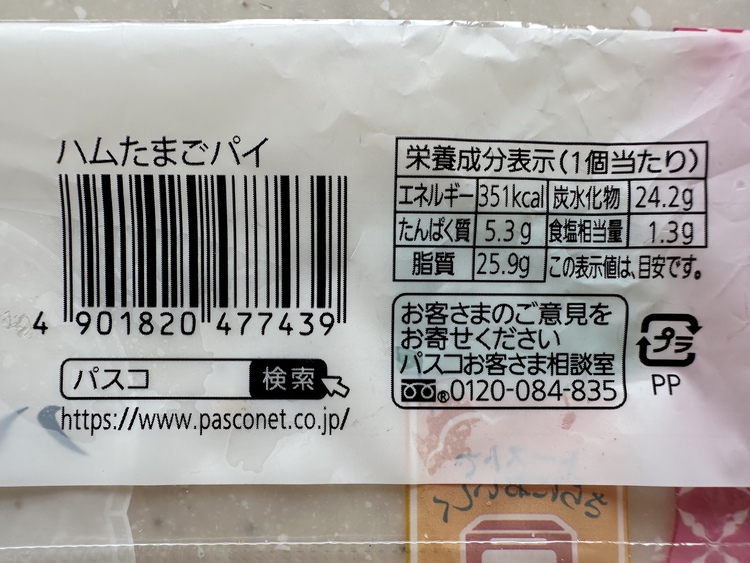 ハムたまごパイ
4 901820 477439
パスコ 検索
https://www.pasconet.co.jp/
栄養成分表示(1個当たり)
エネルギー 351kcal 炭水化物 24.2g
たんぱく質 5.3g 食塩相当量 1.3g
脂質 25.9g この表示値は、目安です。
お客さまのご意見を
お寄せください
パスコお客さま相談室
®0120-084-835
プラ
PP